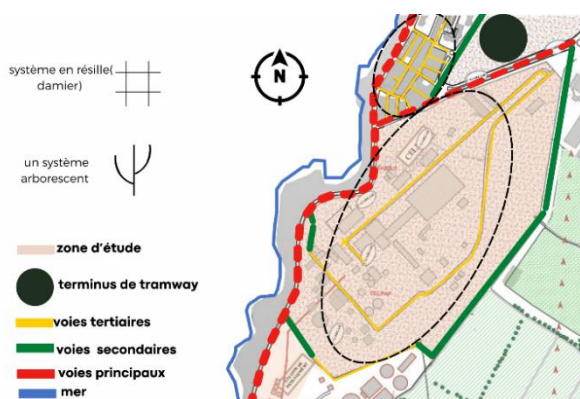 système en résille(
damier)
N
un système
arborescent
zone d'étude
terminus de tramway
voies tertiaires
voies secondaires
voies principaux
mer